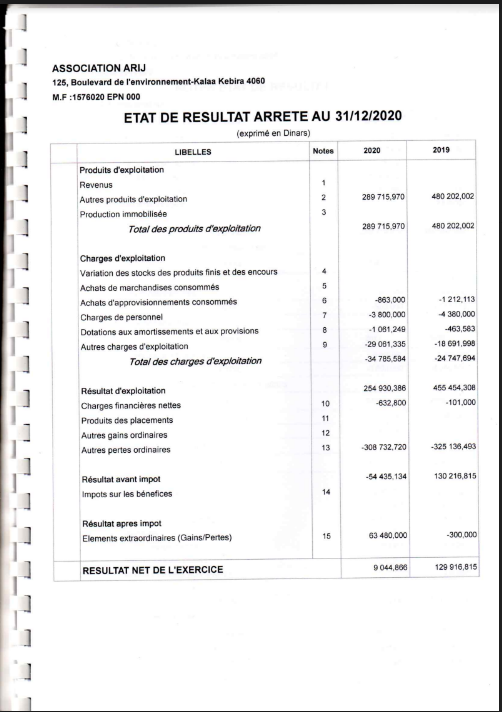 ASSOCIATION ARIJ
125, Boulevard de l'environnement-Kalaa Kebira 4060
M.F :1576020 EPN 000
ETAT DE RESULTAT ARRETE AU 31/12/2020
(exprimé en Dinars)
LIBELLES Notes 2020 2019
Produits d'exploitation
Revenus 1
Autres produits d'exploitation 2 289 715,970 480 202,002
Production immobilisée 3
Total des produits d'exploitation 289 715,970 480 202,002
Charges d'exploitation
Variation des stocks des produits finis et des encours 4
Achats de marchandises consommés 5
Achats d'approvisionnements consommés 6 -863,000 -1 212,113
Charges de personnel 7 -3 800,000 -4 380,000
Dotations aux amortissements et aux provisions 8 -1 061,249 -463,583
Autres charges d'exploitation 9 -29 061,335 -18 691,998
Total des charges d'exploitation -34 785,584 -24 747,694
Résultat d'exploitation 254 930,386 455 454,308
Charges financières nettes 10 -632,800 -101,000
Produits des placements 11
Autres gains ordinaires 12
Autres pertes ordinaires 13 -308 732,720 -325 136,493
Résultat avant impot -54 435,134 130 216,815
Impots sur les bénefices 14
Résultat apres impot
Elements extraordinaires (Gains/Pertes) 15 63 480,000 -300,000
RESULTAT NET DE L'EXERCICE 9 044,866 129 916,815